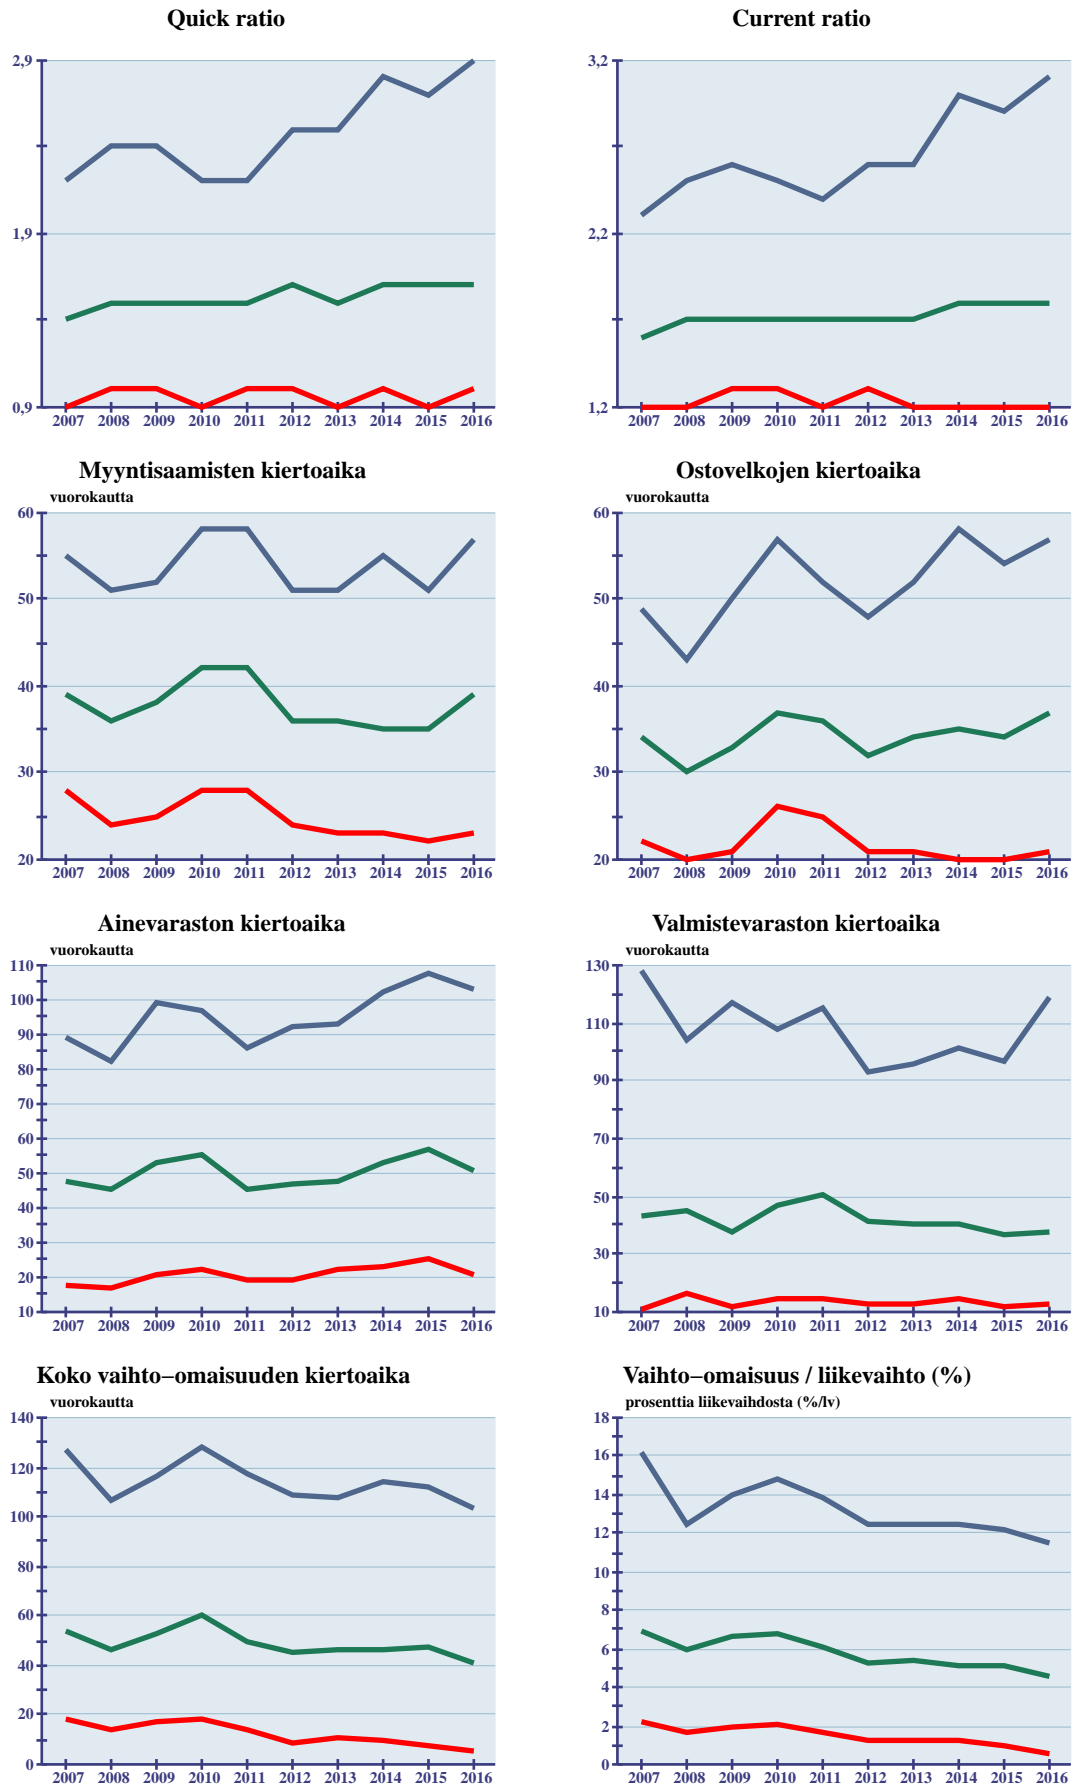 Quick ratio
2,9
1,9
0,9
2007 2008 2009 2010 2011 2012 2013 2014 2015 2016
Current ratio
3,2
2,2
1,2
2007 2008 2009 2010 2011 2012 2013 2014 2015 2016
Myyntisaamisten kiertoaika
vuorokautta
60
50
40
30
20
2007 2008 2009 2010 2011 2012 2013 2014 2015 2016
Ostovelkojen kiertoaika
vuorokautta
60
50
40
30
20
2007 2008 2009 2010 2011 2012 2013 2014 2015 2016
Ainevaraston kiertoaika
vuorokautta
110
100
90
80
70
60
50
40
30
20
10
2007 2008 2009 2010 2011 2012 2013 2014 2015 2016
Valmistevaraston kiertoaika
vuorokautta
130
110
90
70
50
30
10
2007 2008 2009 2010 2011 2012 2013 2014 2015 2016
Koko vaihto−omaisuuden kiertoaika
vuorokautta
140
120
100
80
60
40
20
0
2007 2008 2009 2010 2011 2012 2013 2014 2015 2016
Vaihto−omaisuus / liikevaihto (%)
prosenttia liikevaihdosta (%/lv)
18
16
14
12
10
8
6
4
2
0
2007 2008 2009 2010 2011 2012 2013 2014 2015 2016